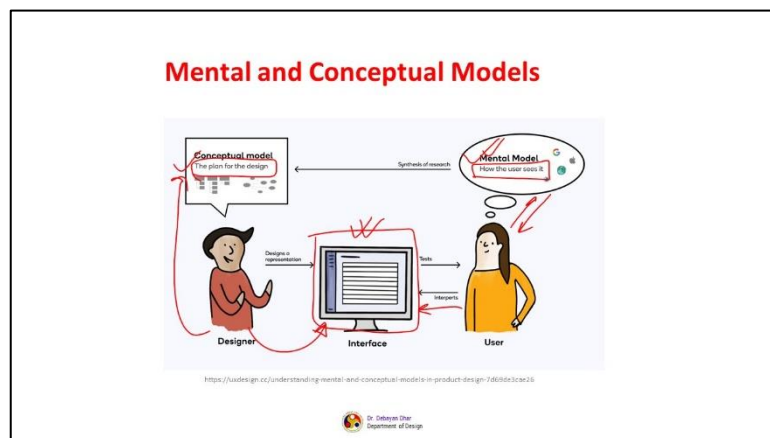 Mental and Conceptual Models
Conceptual model
The plan for the design
Synthesis of research
Mental Model
How the user sees it
Designs a
representation
Tests
Interperts
Designer
Interface
User
https://uxdesign.cc/understanding-mental-and-conceptual-models-in-product-design-7d69de3cae26
Dr. Debayan Dhar
Department of Design